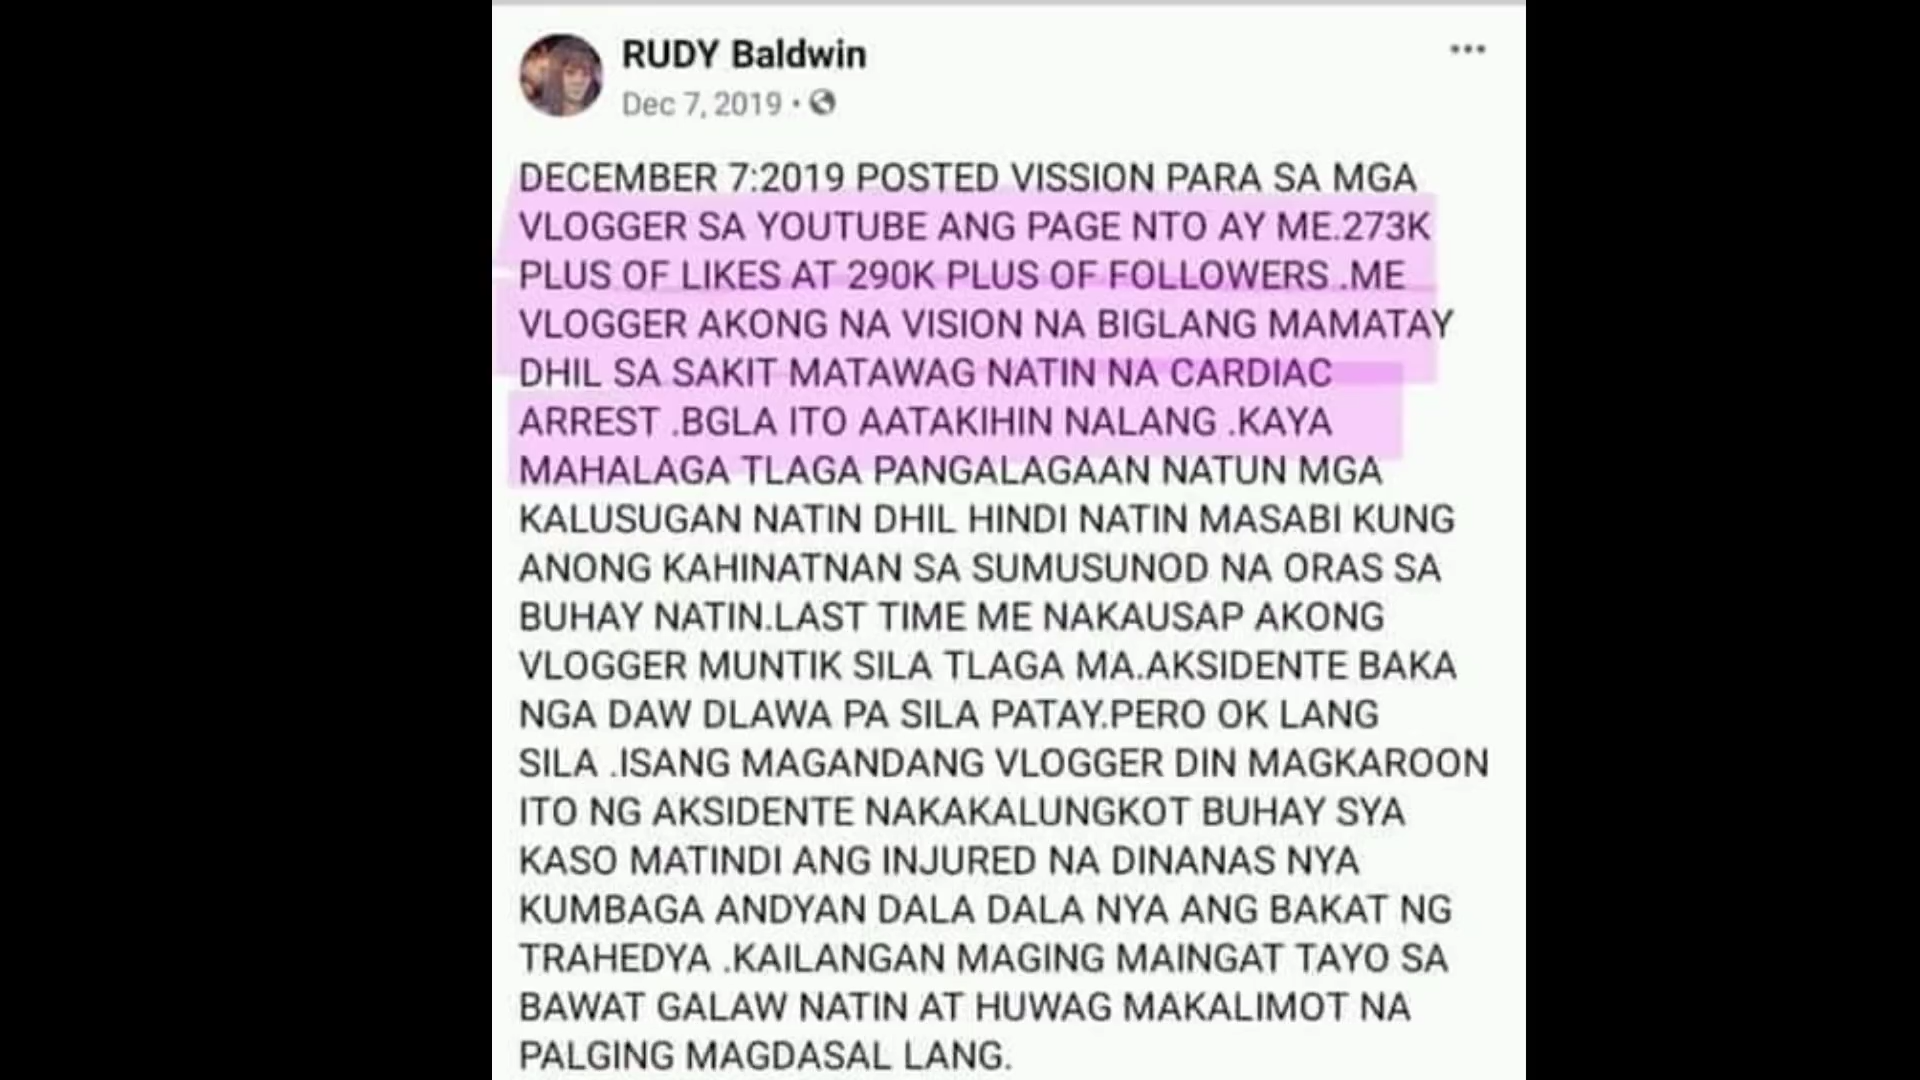 RUDY Baldwin
Dec 7, 2019 •
DECEMBER 7:2019 POSTED VISSION PARA SA MGA
VLOGGER SA YOUTUBE ANG PAGE NTO AY ME.273K
PLUS OF LIKES AT 290K PLUS OF FOLLOWERS .ME
VLOGGER AKONG NA VISION NA BIGLANG MAMATAY
DHIL SA SAKIT MATAWAG NATIN NA CARDIAC
ARREST .BGLA ITO AATAKIHIN NALANG .KAYA
MAHALAGA TLAGA PANGALAGAAN NATUN MGA
KALUSUGAN NATIN DHIL HINDI NATIN MASABI KUNG
ANONG KAHINATNAN SA SUMUSUNOD NA ORAS SA
BUHAY NATIN.LAST TIME ME NAKAUSAP AKONG
VLOGGER MUNTIK SILA TLAGA MA.AKSIDENTE BAKA
NGA DAW DLAWA PA SILA PATAY.PERO OK LANG
SILA .ISANG MAGANDANG VLOGGER DIN MAGKAROON
ITO NG AKSIDENTE NAKAKALUNGKOT BUHAY SYA
KASO MATINDI ANG INJURED NA DINANAS NYA
KUMBAGA ANDYAN DALA DALA NYA ANG BAKAT NG
TRAHEDYA .KAILANGAN MAGING MAINGAT TAYO SA
BAWAT GALAW NATIN AT HUWAG MAKALIMOT NA
PALGING MAGDASAL LANG.